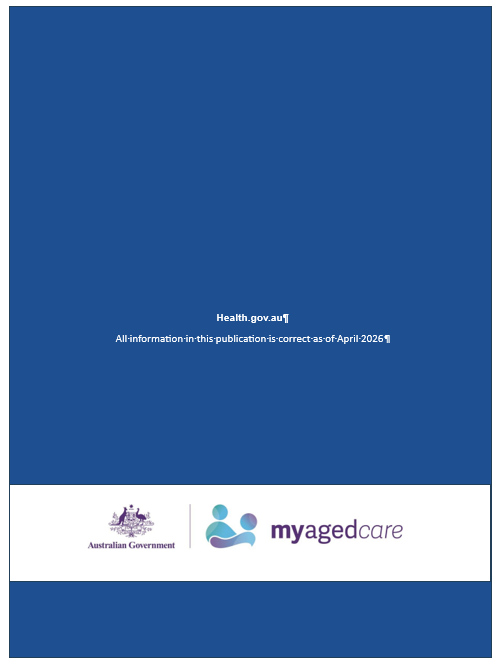 Health.gov.au¶
All·information·in·this·publication·is·correct·as·of·April·2026¶
Australian Government
myagedcare